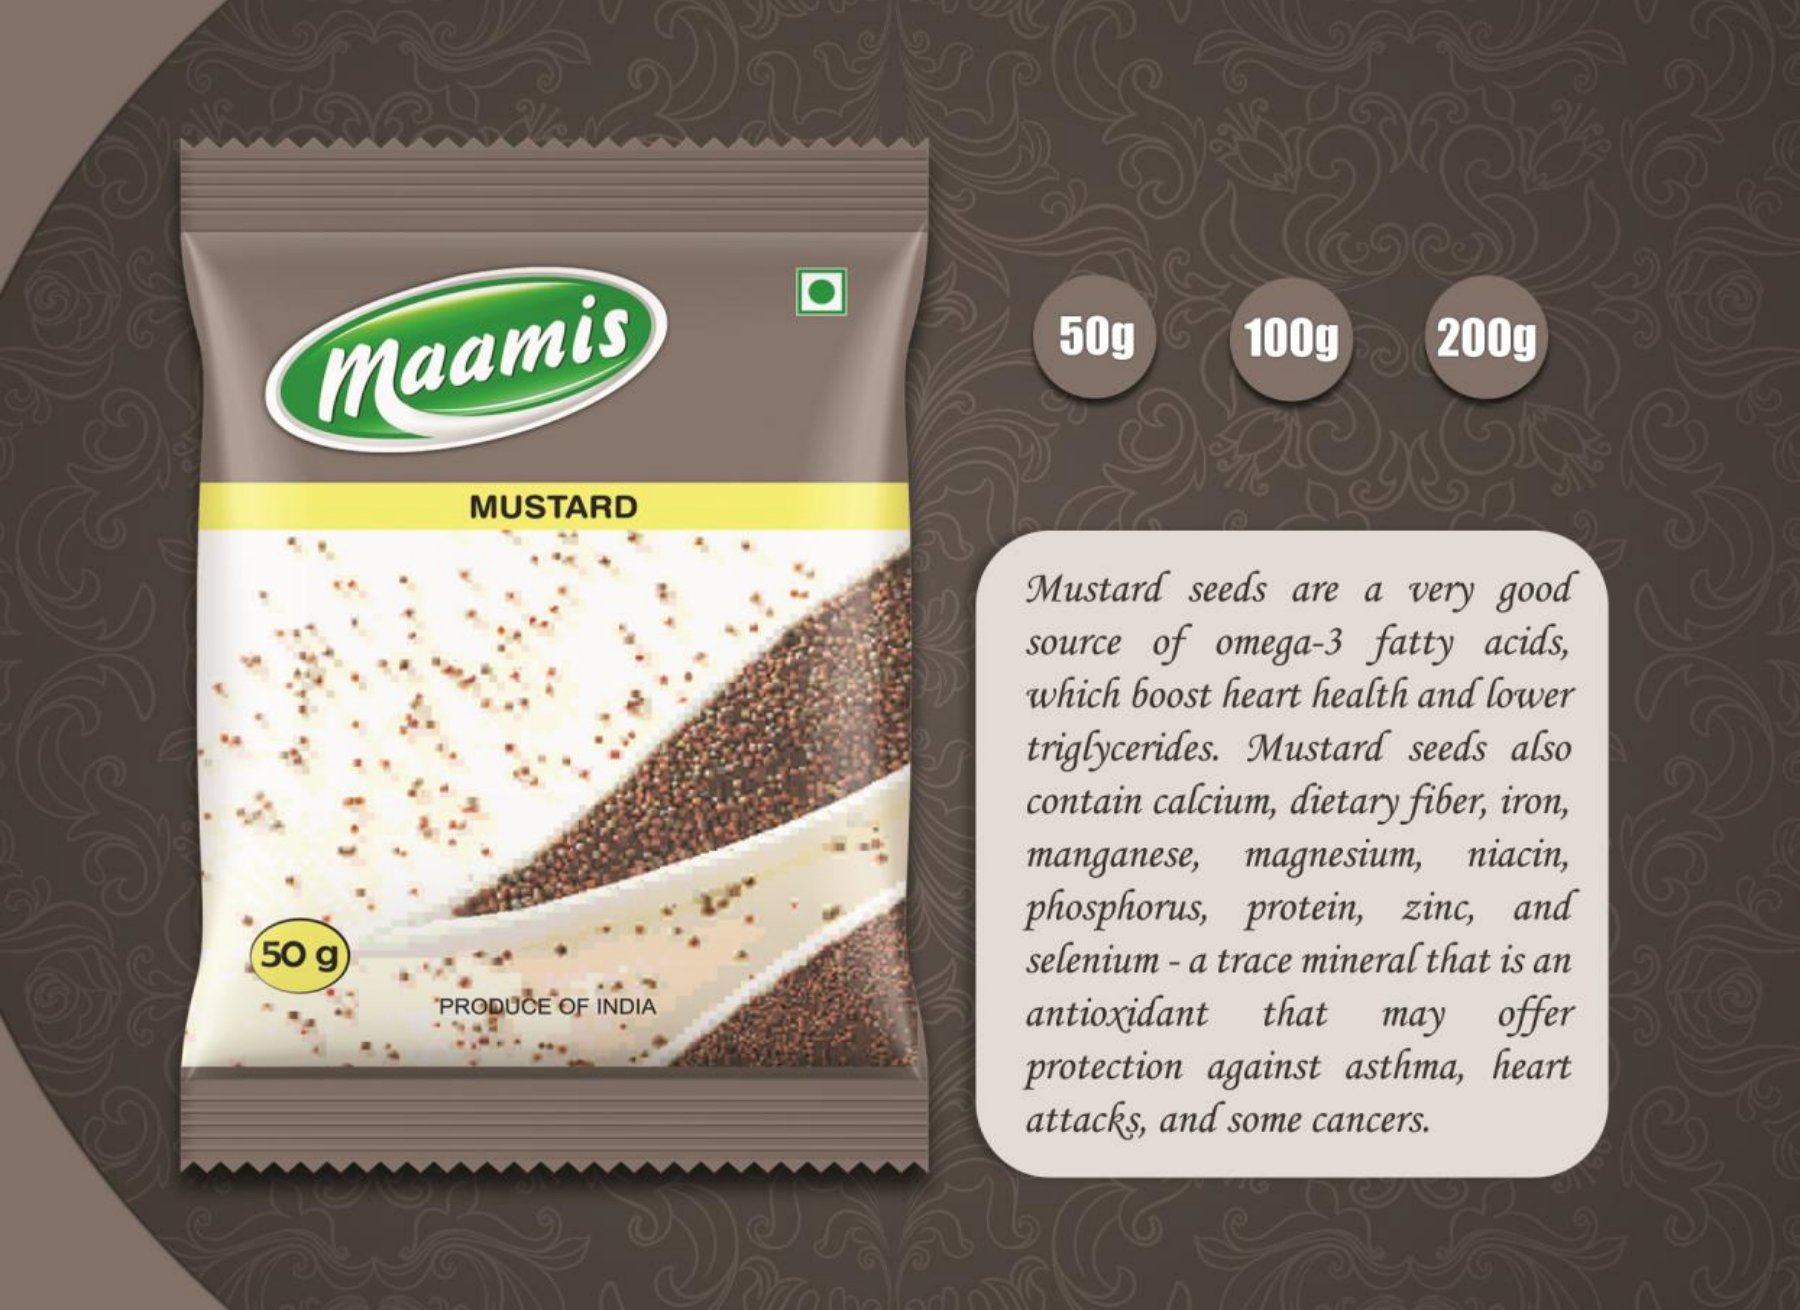 Maamis
MUSTARD
50 g
PRODUCE OF INDIA
50g
100g
200g
Mustard seeds are a very good
source of omega-3 fatty acids,
which boost heart health and lower
triglycerides. Mustard seeds also
contain calcium, dietary fiber, iron,
manganese, magnesium, niacin,
phosphorus, protein, zinc, and
selenium - a trace mineral that is an
antioxidant that may offer
protection against asthma, heart
attacks, and some cancers.